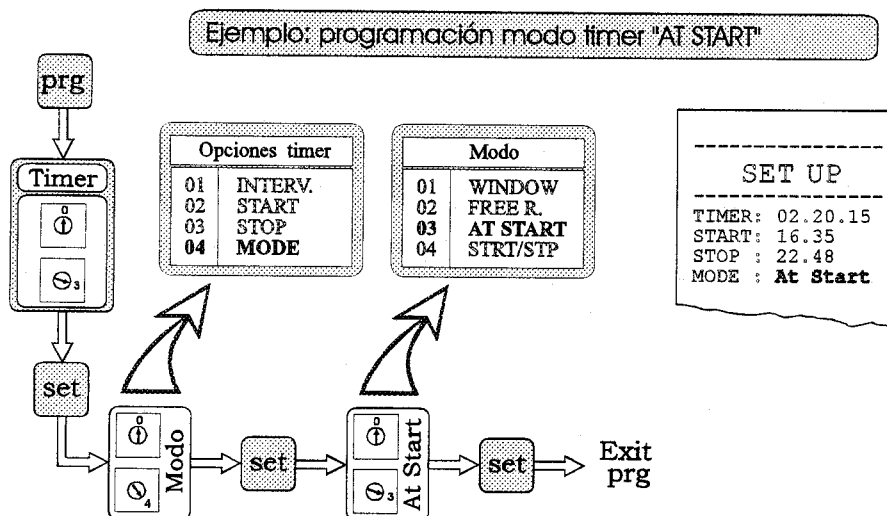 Ejemplo: programación modo timer "AT START"
prg
Timer
0
3
set
Opciones timer
01 INTERV.
02 START
03 STOP
04 MODE
Modo
01 WINDOW
02 FREE R.
03 AT START
04 STRT/STP
SET UP
TIMER: 02.20.15
START: 16.35
STOP : 22.48
MODE : At Start
0
4
Modo
set
0
3
At Start
set
Exit
prg